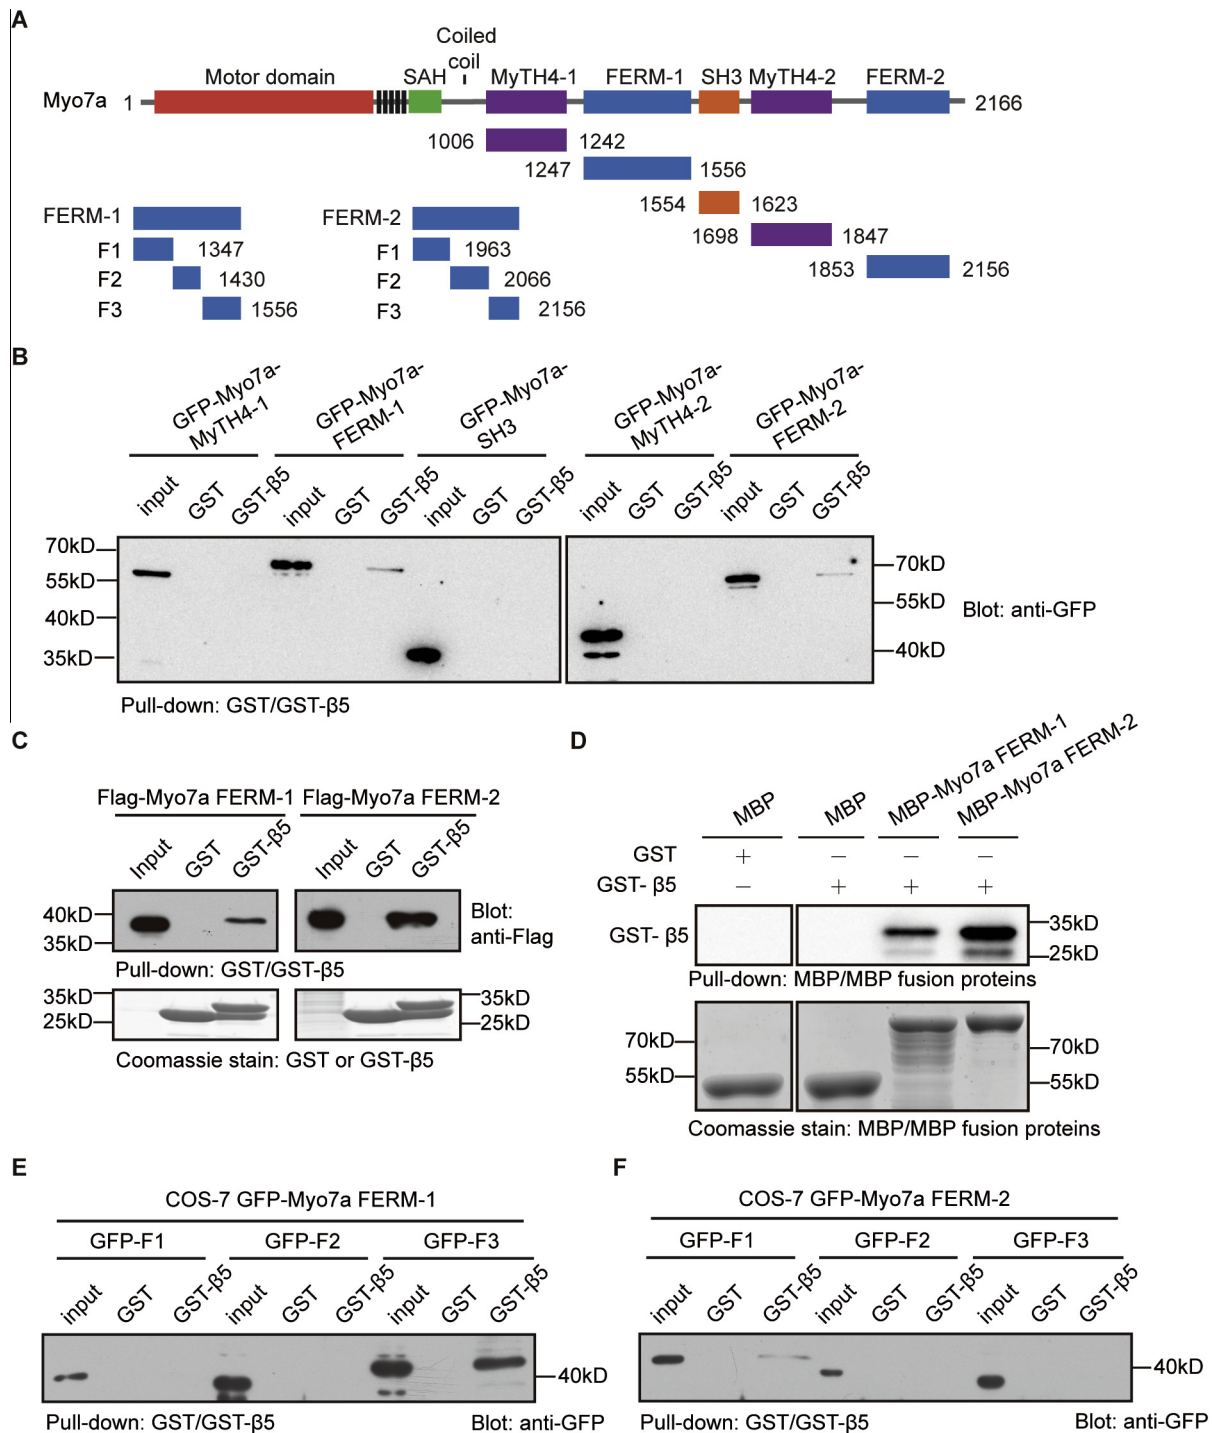 A
Coiled
coil
Motor domain SAH MyTH4-1 FERM-1 SH3 MyTH4-2 FERM-2
Myo7a 1 2166
1006 1242
1247 1556
1554 1623
1698 1847
1853 2156
FERM-1
F1 1347
F2 1430
F3 1556
FERM-2
F1 1963
F2 2066
F3 2156
B
GFP-Myo7a-
MyTH4-1
GFP-Myo7a-
FERM-1
GFP-Myo7a-
SH3
GFP-Myo7a-
MyTH4-2
GFP-Myo7a-
FERM-2
input GST GST-β5 input GST GST-β5 input GST GST-β5 input GST GST-β5 input GST GST-β5
70kD
55kD
40kD
35kD
70kD
55kD
40kD
Blot: anti-GFP
Pull-down: GST/GST-β5
C
Flag-Myo7a FERM-1 Flag-Myo7a FERM-2
Input GST GST-β5 Input GST GST-β5
40kD
35kD
Blot:
anti-Flag
Pull-down: GST/GST-β5
35kD
25kD
35kD
25kD
Coomassie stain: GST or GST-β5
D
MBP MBP MBP-Myo7a FERM-1 MBP-Myo7a FERM-2
GST + − − −
GST- β5 − + + +
GST- β5
35kD
25kD
Pull-down: MBP/MBP fusion proteins
70kD
55kD
70kD
55kD
Coomassie stain: MBP/MBP fusion proteins
E
COS-7 GFP-Myo7a FERM-1
GFP-F1 GFP-F2 GFP-F3
input GST GST-β5 input GST GST-β5 input GST GST-β5
40kD
Pull-down: GST/GST-β5 Blot: anti-GFP
F
COS-7 GFP-Myo7a FERM-2
GFP-F1 GFP-F2 GFP-F3
input GST GST-β5 input GST GST-β5 input GST GST-β5
40kD
Pull-down: GST/GST-β5 Blot: anti-GFP